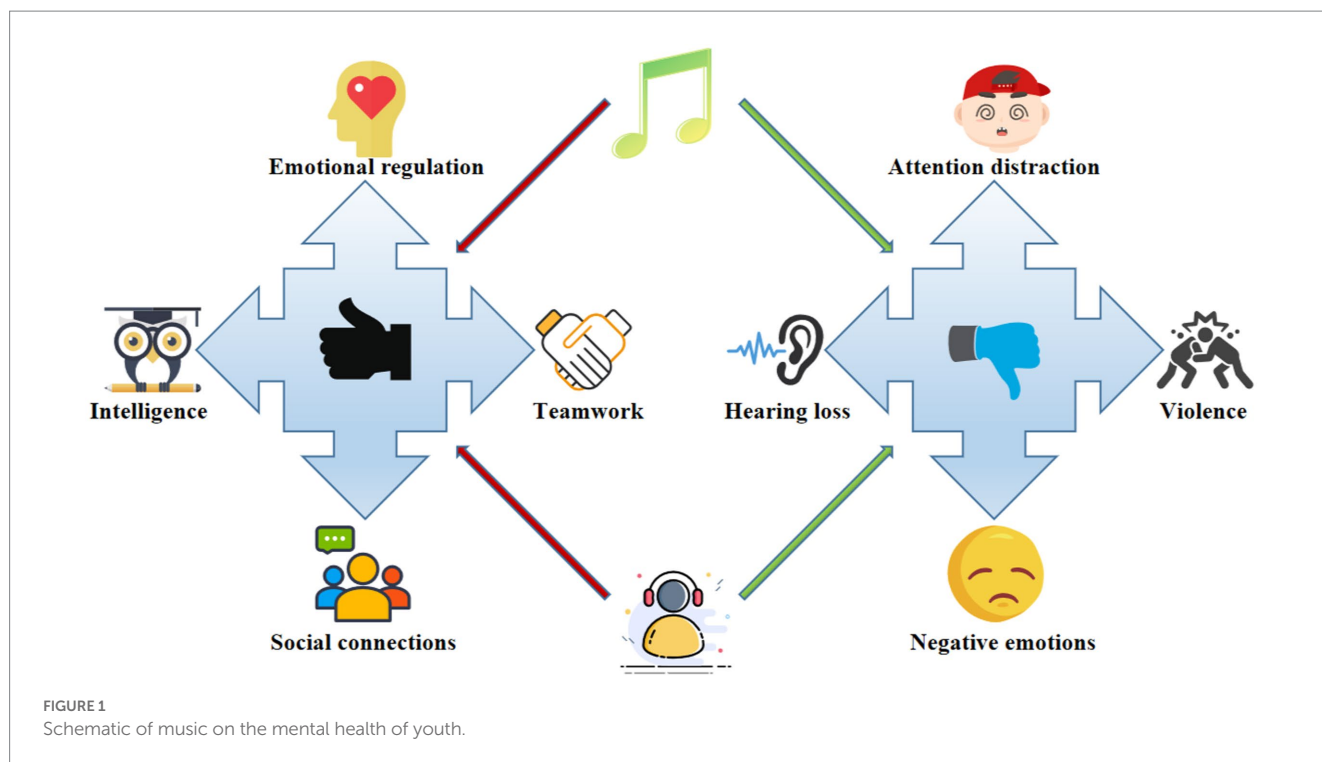 Emotional regulation
Attention distraction
Intelligence
Teamwork
Hearing loss
Violence
Social connections
Negative emotions
FIGURE 1
Schematic of music on the mental health of youth.